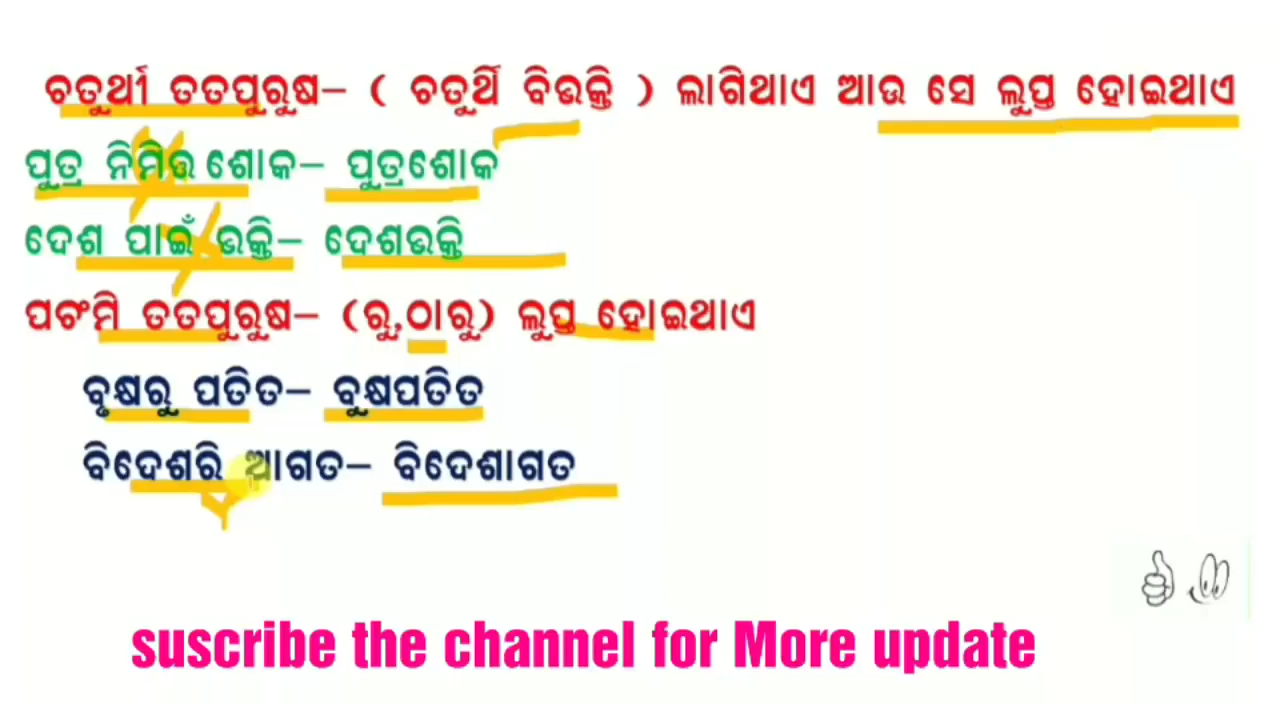 ଚତୁର୍ଥୀ ତତପୁରୁଷ– ( ଚତୁର୍ଥି ବିଭକ୍ତି ) ଲାଗିଥାଏ ଆଉ ସେ ଲୁପ୍ତ ହୋଇଥାଏ
ପୁତ୍ର ନିମିତ୍ତ ଶୋକ– ପୁତ୍ରଶୋକ
ଦେଶ ପାଇଁ ଭକ୍ତି– ଦେଶଭକ୍ତି
ପଙ୍ଚମି ତତପୁରୁଷ– (ରୁ,ଠାରୁ) ଲୁପ୍ତ ହୋଇଥାଏ
ବୃକ୍ଷରୁ ପତିତ– ବୃକ୍ଷପତିତ
ବିଦେଶରି ଆଗତ– ବିଦେଶାଗତ
suscribe the channel for More update